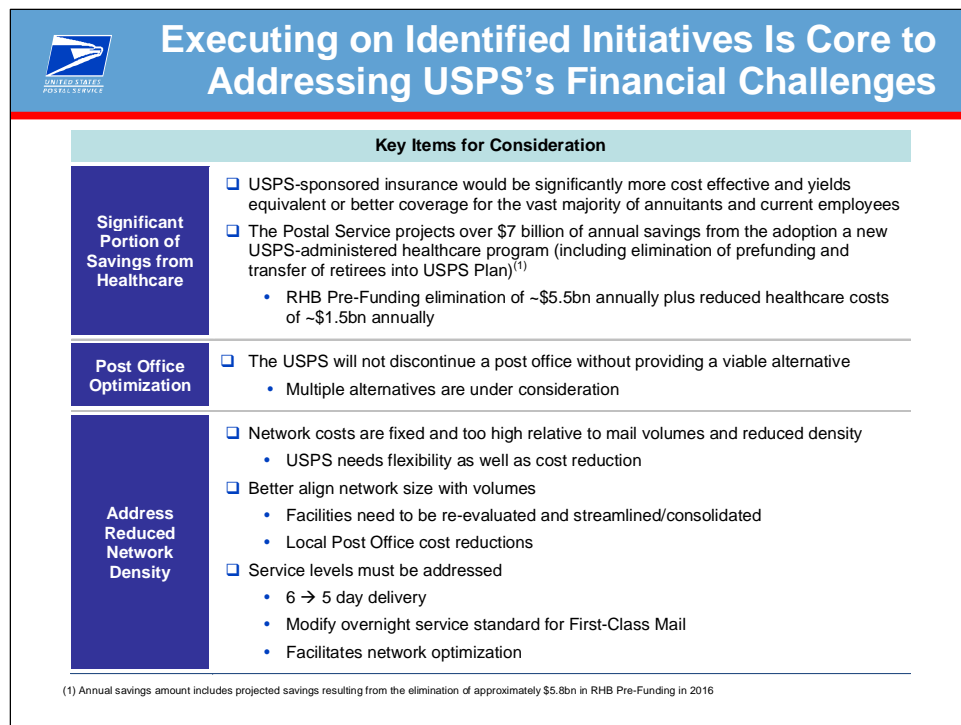 Executing on Identified Initiatives Is Core to
Addressing USPS's Financial Challenges
UNITED STATES
POSTAL SERVICE
Key Items for Consideration
Significant
Portion of
Savings from
Healthcare
❑ USPS-sponsored insurance would be significantly more cost effective and yields
equivalent or better coverage for the vast majority of annuitants and current employees
❑ The Postal Service projects over $7 billion of annual savings from the adoption a new
USPS-administered healthcare program (including elimination of prefunding and
transfer of retirees into USPS Plan)(1)
• RHB Pre-Funding elimination of ~$5.5bn annually plus reduced healthcare costs
of ~$1.5bn annually
Post Office
Optimization
❑ The USPS will not discontinue a post office without providing a viable alternative
• Multiple alternatives are under consideration
Address
Reduced
Network
Density
❑ Network costs are fixed and too high relative to mail volumes and reduced density
• USPS needs flexibility as well as cost reduction
❑ Better align network size with volumes
• Facilities need to be re-evaluated and streamlined/consolidated
• Local Post Office cost reductions
❑ Service levels must be addressed
• 6 → 5 day delivery
• Modify overnight service standard for First-Class Mail
• Facilitates network optimization
(1) Annual savings amount includes projected savings resulting from the elimination of approximately $5.8bn in RHB Pre-Funding in 2016